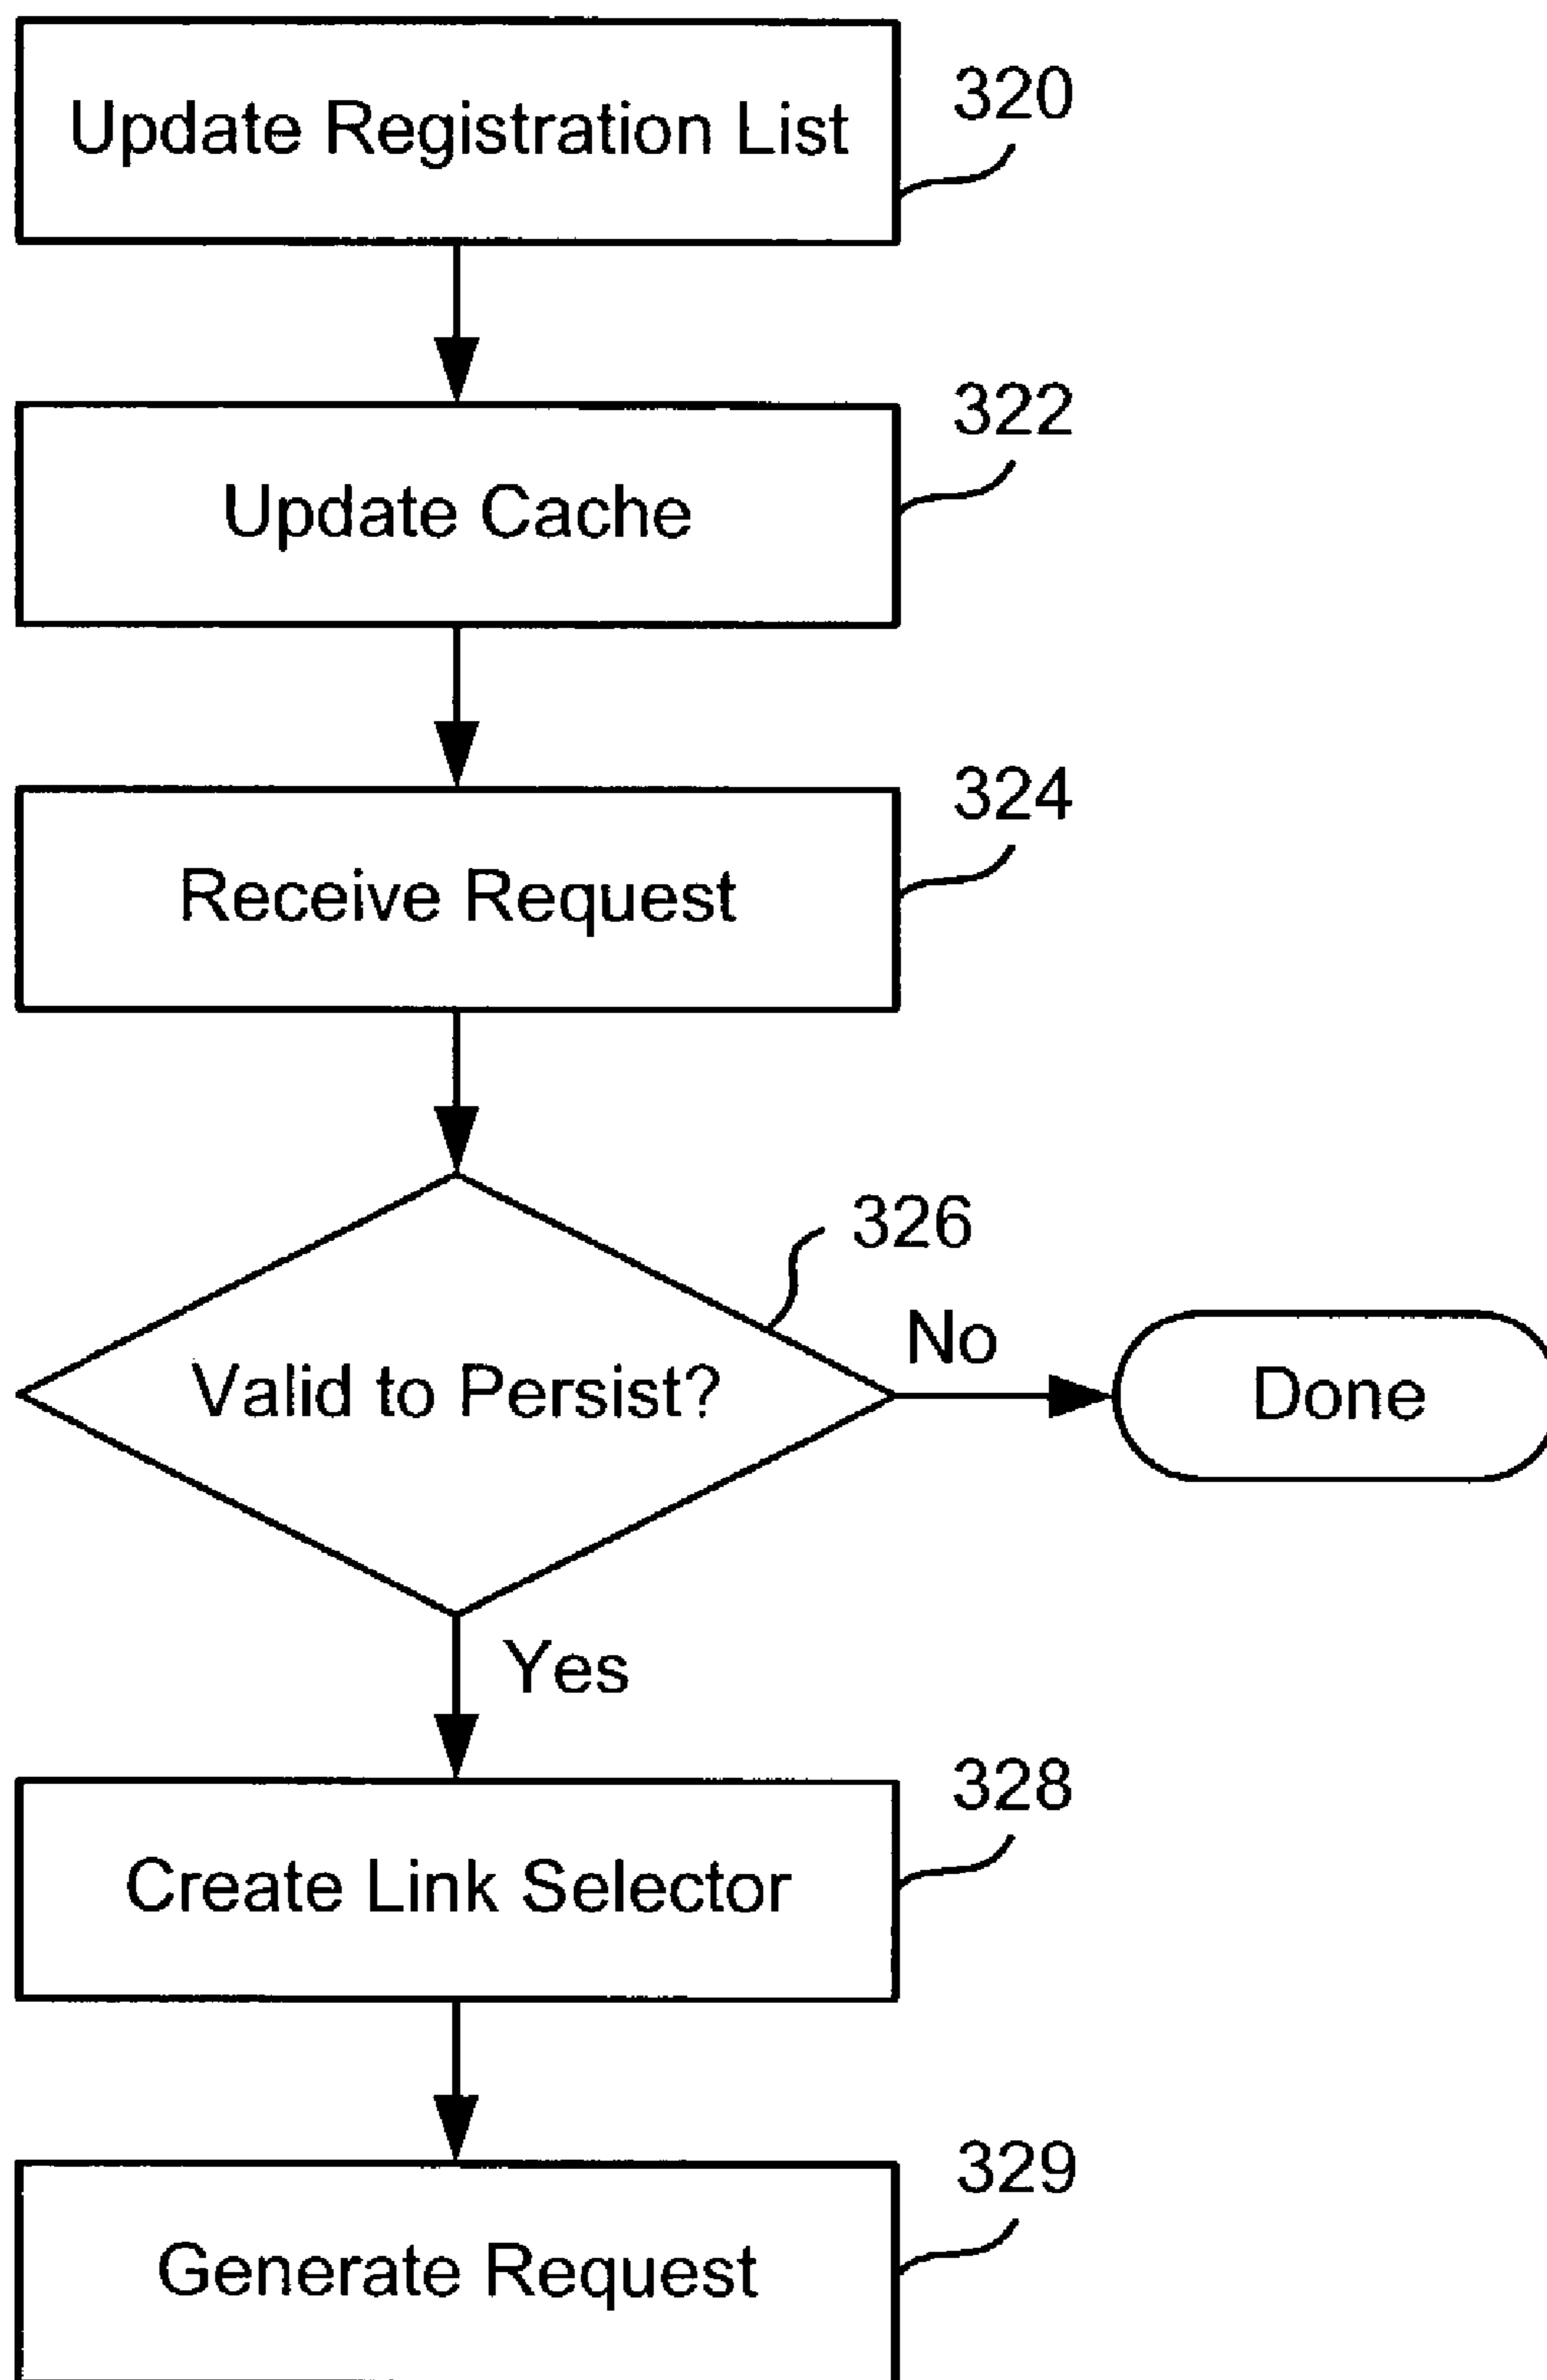 Update Registration List
320
Update Cache
322
Receive Request
324
Valid to Persist?
326
No
Done
Yes
Create Link Selector
328
Generate Request
329